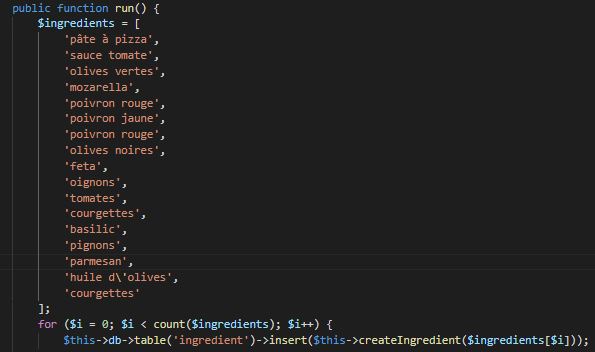 public function run() {
$ingredients = [
'pâte à pizza',
'sauce tomate',
'olives vertes',
'mozarella',
'poivron rouge',
'poivron jaune',
'poivron rouge',
'olives noires',
'feta',
'oignons',
'tomates',
'courgettes',
'basilic',
'pignons',
'parmesan',
'huile d\'olives',
'courgettes'
];
for ($i = 0; $i < count($ingredients); $i++) {
$this->db->table('ingredient')->insert($this->createIngredient($ingredients[$i]));